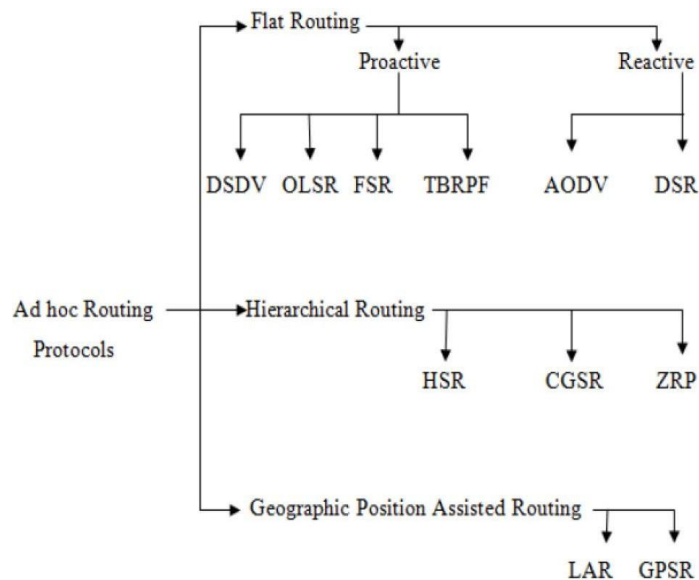 Flat Routing
Proactive
Reactive
DSDV OLSR FSR TBRPF AODV DSR
Ad hoc Routing
Protocols
Hierarchical Routing
HSR CGSR ZRP
Geographic Position Assisted Routing
LAR GPSR